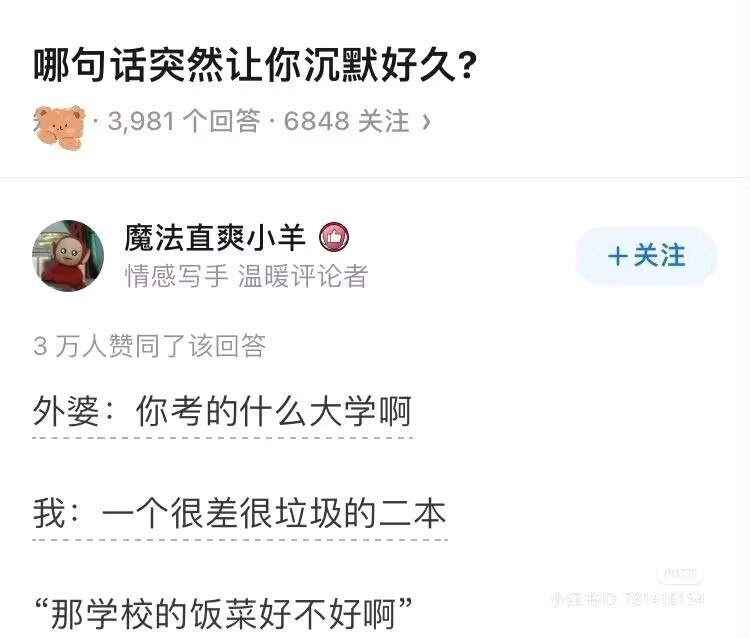 哪句话突然让你沉默好久?
· 3,981 个回答 · 6848 关注 ›
魔法直爽小羊
+关注
情感写手 温暖评论者
3 万人赞同了该回答
外婆：你考的什么大学啊
我：一个很差很垃圾的二本
小红书
小红书ID 781416154
“那学校的饭菜好不好啊”